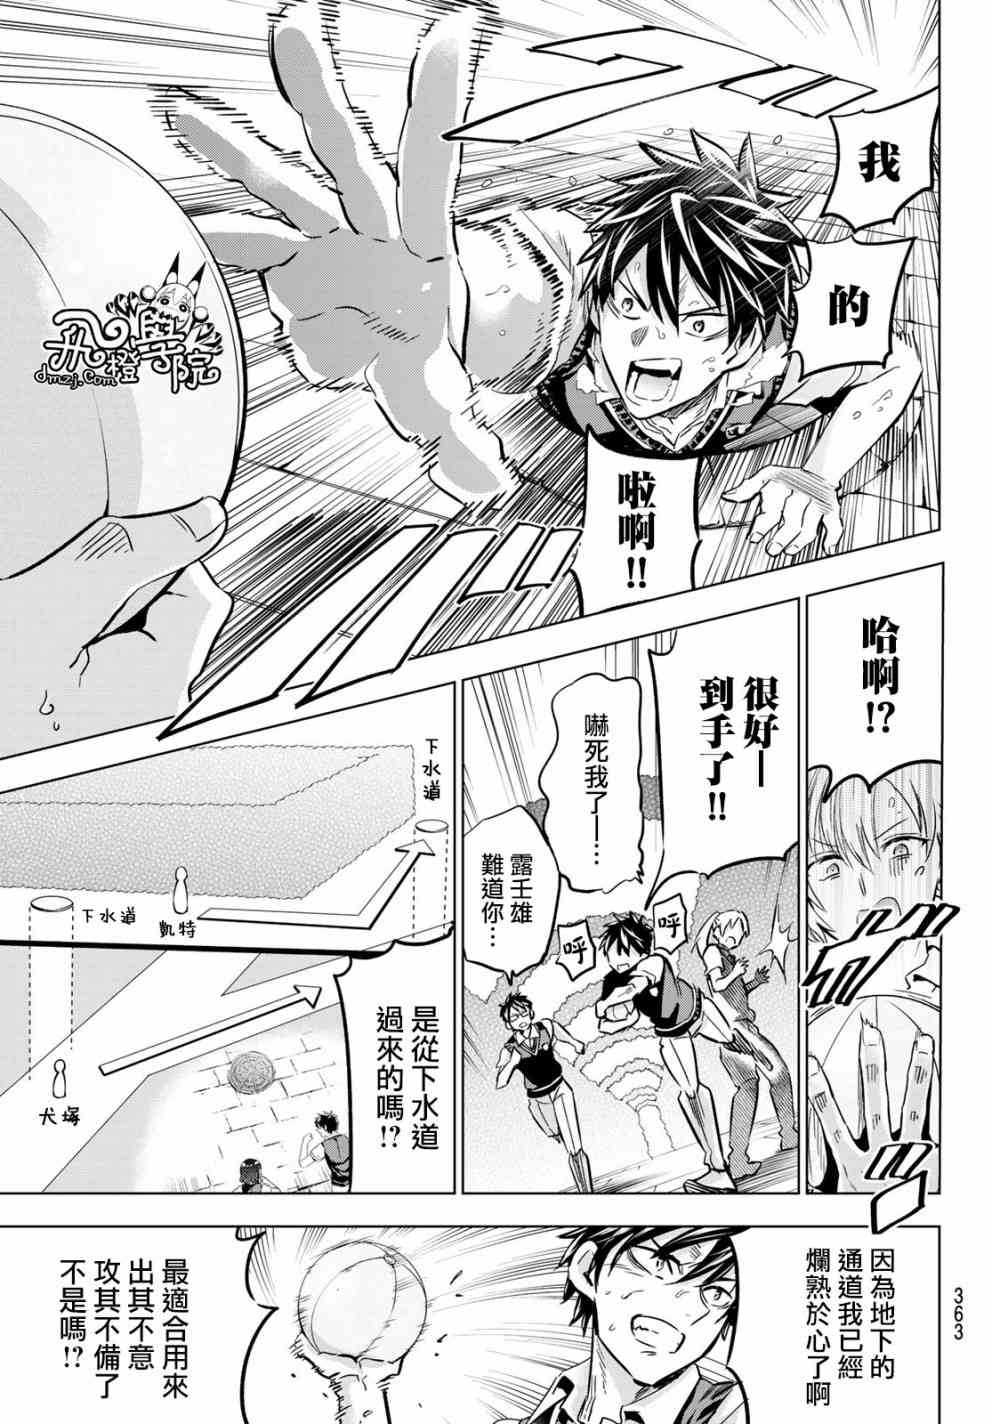 我
的
啦啊!!
哈啊!?
很好—
到手了!!
嚇死我了—…
露壬雄
難道你…
呼
呼
下水道
下水道
凱特
犬塚
是從下水道
過來的嗎!?
因為地下的
通道我已經
爛熟於心了啊
最適合用來
出其不意
攻其不備了
不是嗎!?
363
dmzj.com
橙學院